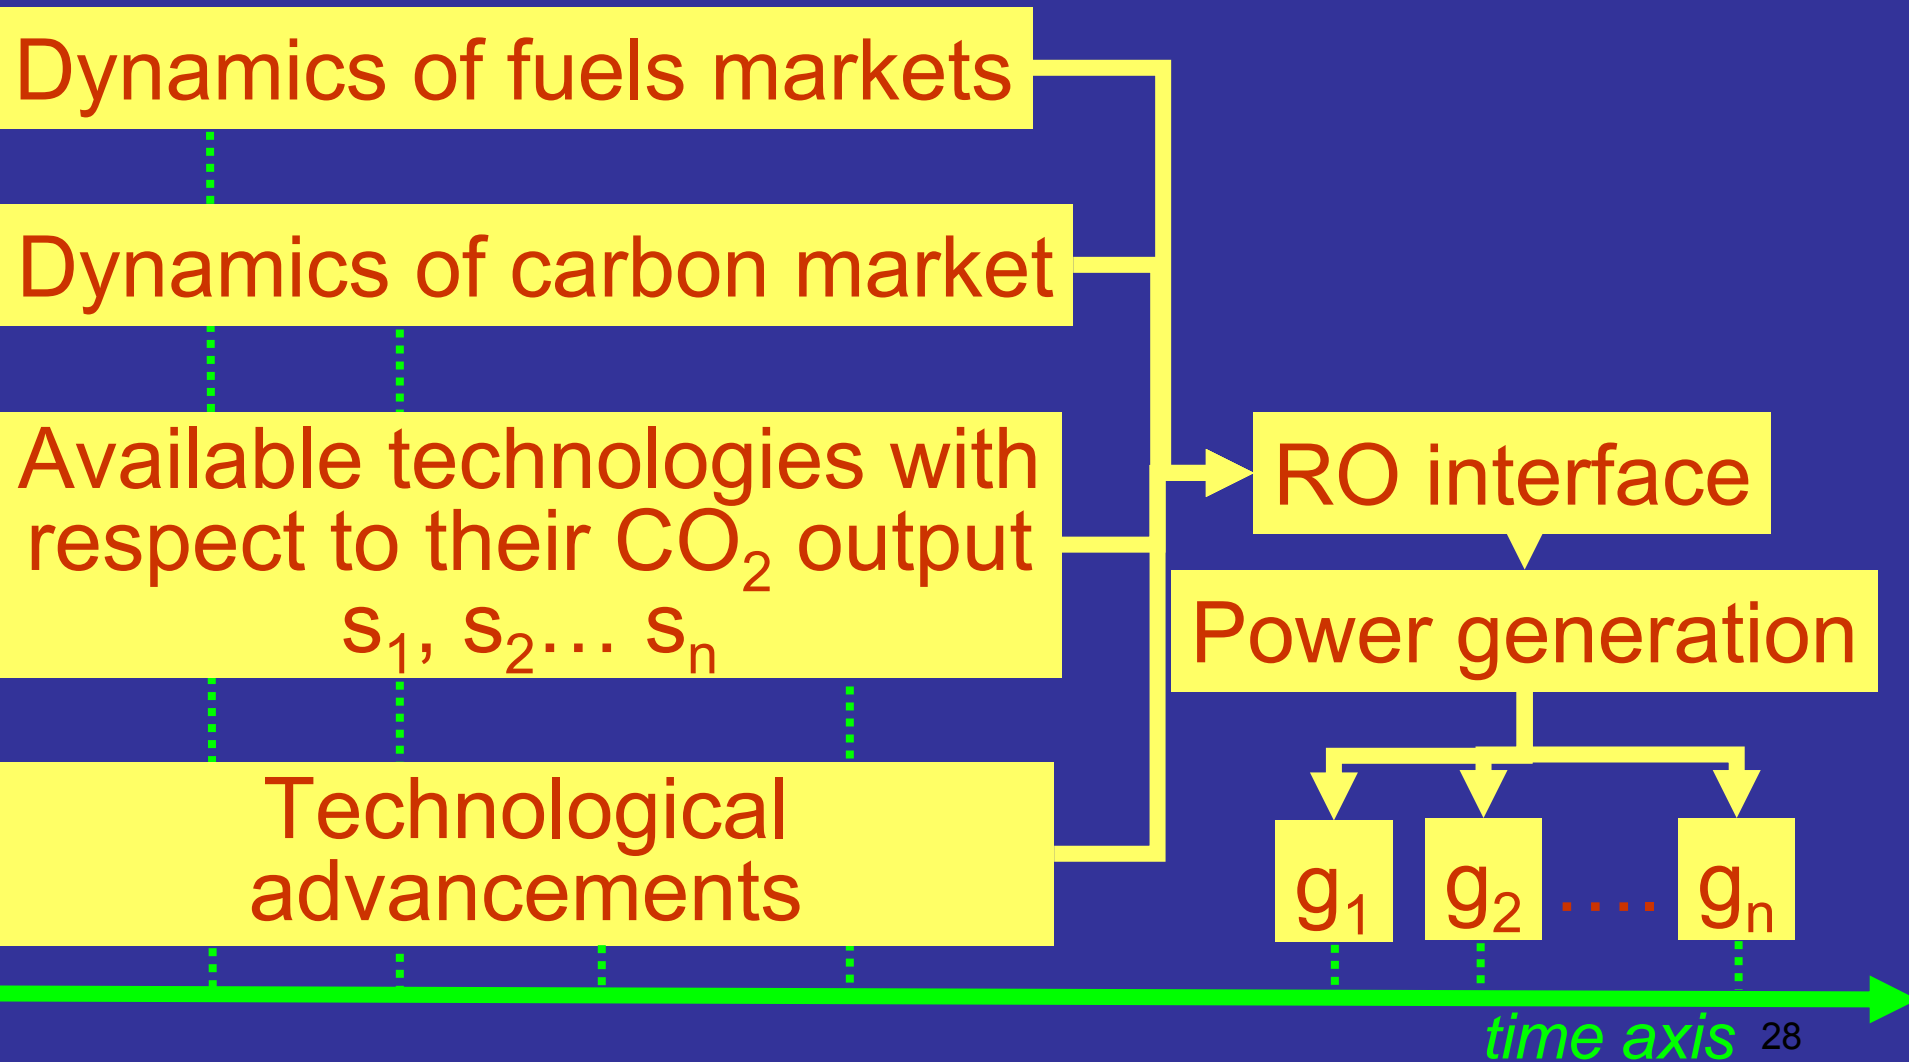 Dynamics of fuels markets
Dynamics of carbon market
Available technologies with
respect to their CO₂ output
s₁, s₂… sₙ
Technological
advancements
RO interface
Power generation
g₁ g₂ …. gₙ
time axis 28